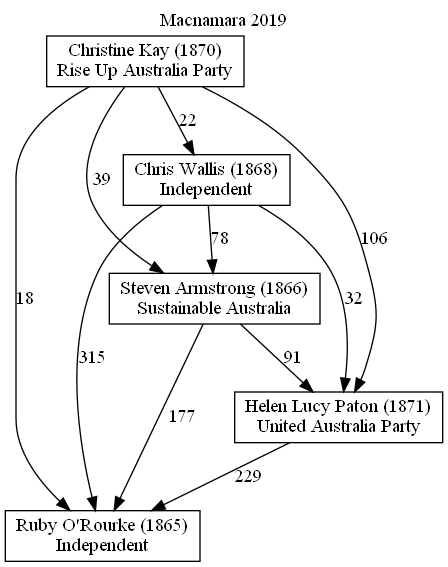 Macnamara 2019
Christine Kay (1870)
Rise Up Australia Party
22
Chris Wallis (1868)
Independent
39
78
106
18
Steven Armstrong (1866)
Sustainable Australia
32
315
91
177
Helen Lucy Paton (1871)
United Australia Party
229
Ruby O'Rourke (1865)
Independent